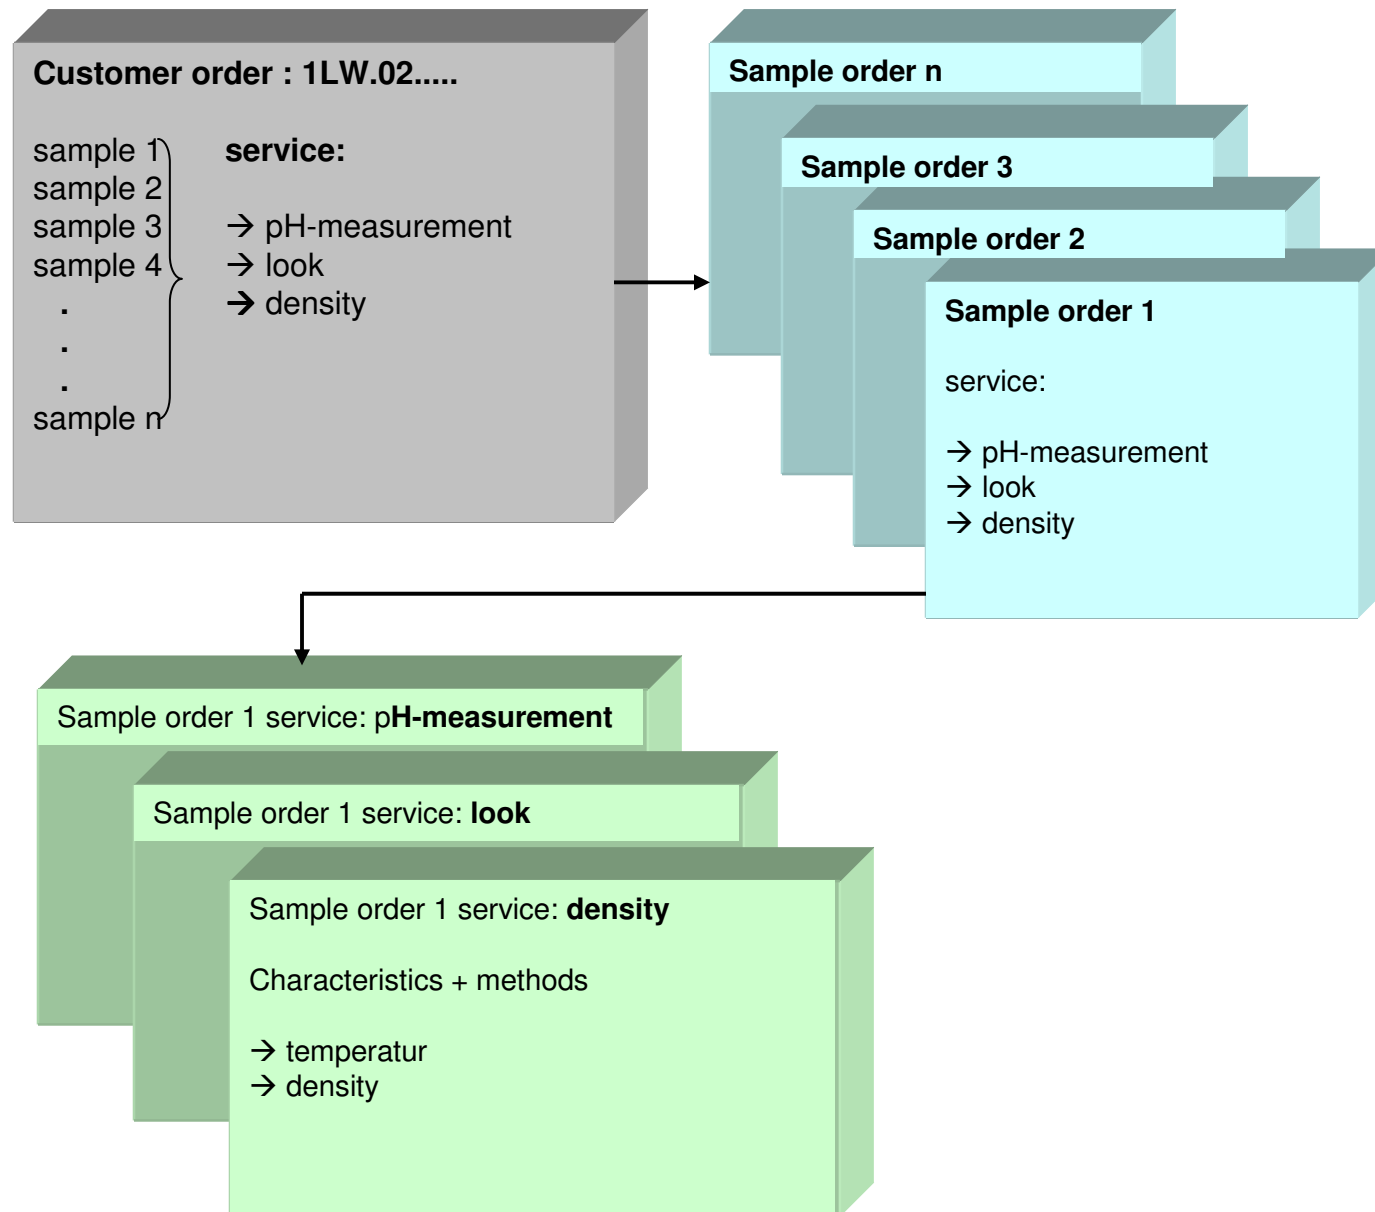 Customer order : 1LW.02.....
sample 1
sample 2
sample 3
sample 4
.
.
.
sample n
service:
→ pH-measurement
→ look
→ density
Sample order n
Sample order 3
Sample order 2
Sample order 1
service:
→ pH-measurement
→ look
→ density
Sample order 1 service: pH-measurement
Sample order 1 service: look
Sample order 1 service: density
Characteristics + methods
→ temperatur
→ density